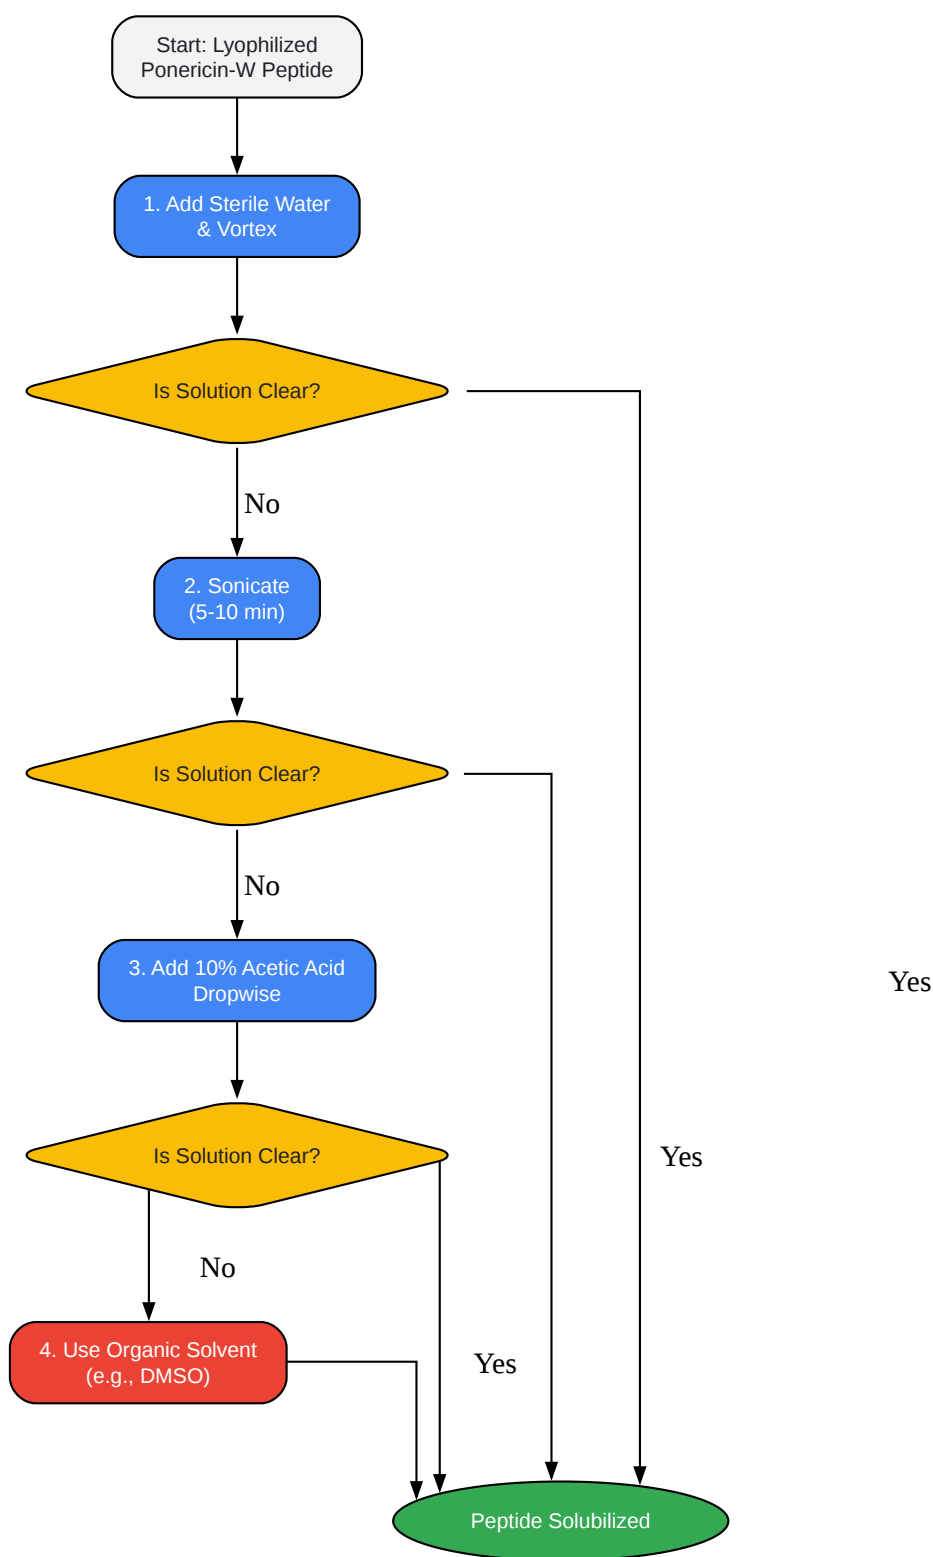 Start: Lyophilized
Ponericin-W Peptide
1. Add Sterile Water
& Vortex
Is Solution Clear?
No
2. Sonicate
(5-10 min)
Is Solution Clear?
No
3. Add 10% Acetic Acid
Dropwise
Yes
Is Solution Clear?
Yes
No
4. Use Organic Solvent
(e.g., DMSO)
Yes
Peptide Solubilized